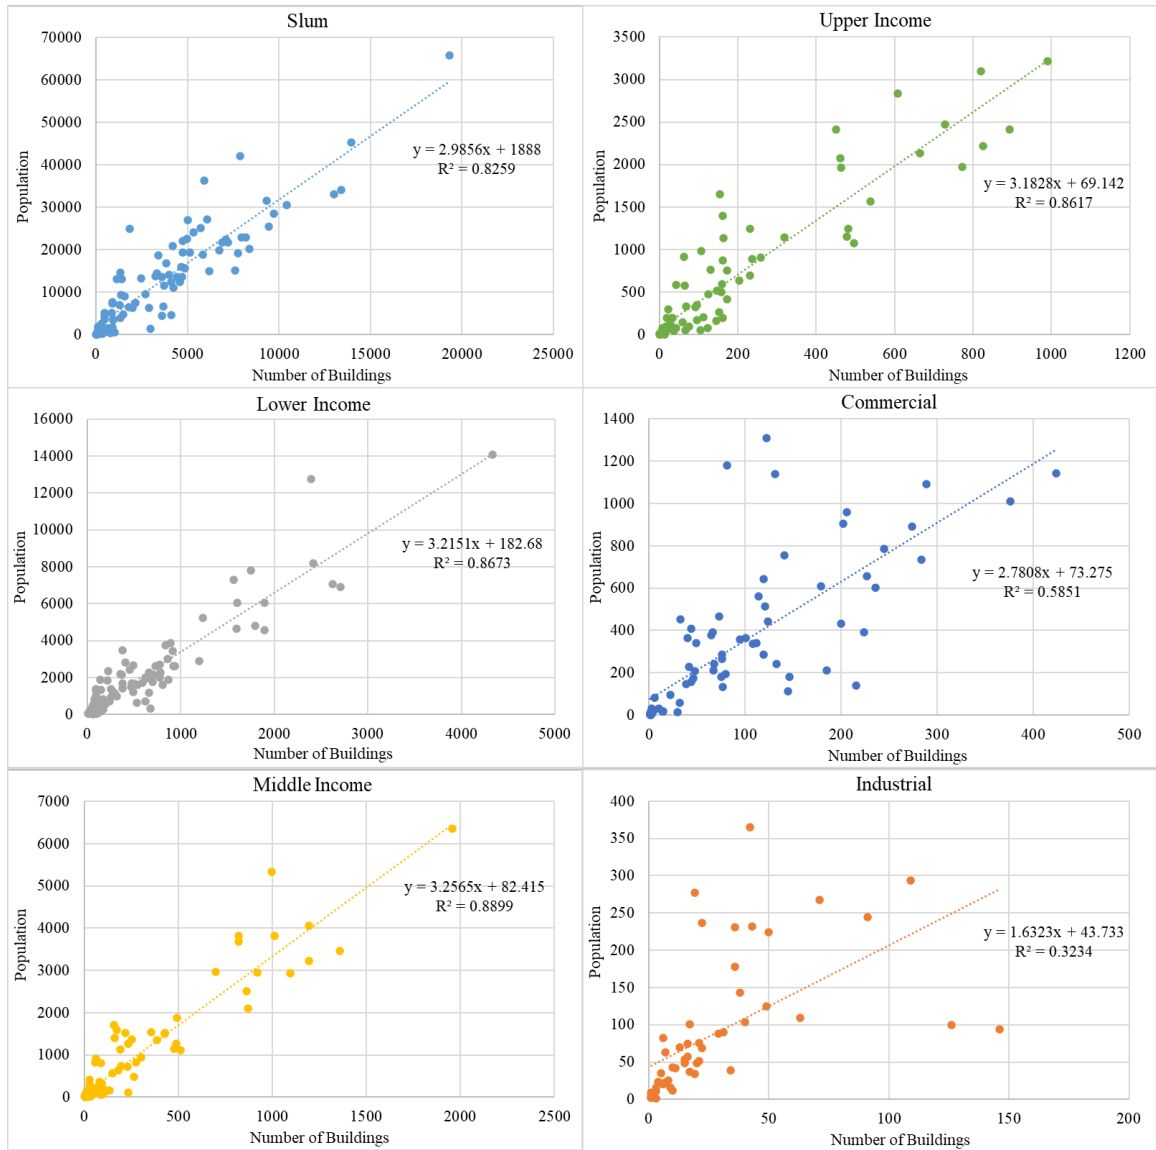 Slum
70000
60000
50000
40000
30000
20000
10000
0
Population
y = 2.9856x + 1888
R² = 0.8259
0 5000 10000 15000 20000 25000
Number of Buildings
Upper Income
3500
3000
2500
2000
1500
1000
500
0
Population
y = 3.1828x + 69.142
R² = 0.8617
0 200 400 600 800 1000 1200
Number of Buildings
Lower Income
16000
14000
12000
10000
8000
6000
4000
2000
0
Population
y = 3.2151x + 182.68
R² = 0.8673
0 1000 2000 3000 4000 5000
Number of Buildings
Commercial
1400
1200
1000
800
600
400
200
0
Population
y = 2.7808x + 73.275
R² = 0.5851
0 100 200 300 400 500
Number of Buildings
Middle Income
7000
6000
5000
4000
3000
2000
1000
0
Population
y = 3.2565x + 82.415
R² = 0.8899
0 500 1000 1500 2000 2500
Number of Buildings
Industrial
400
350
300
250
200
150
100
50
0
Population
y = 1.6323x + 43.733
R² = 0.3234
0 50 100 150 200
Number of Buildings